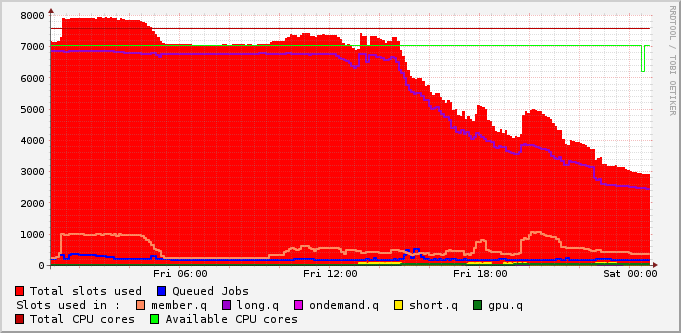 8000
7000
6000
5000
4000
3000
2000
1000
0
Fri 06:00 Fri 12:00 Fri 18:00 Sat 00:00
Total slots used Queued Jobs
Slots used in : member.q long.q ondemand.q short.q gpu.q
Total CPU cores Available CPU cores
RRDTOOL / TOBI OETIKER